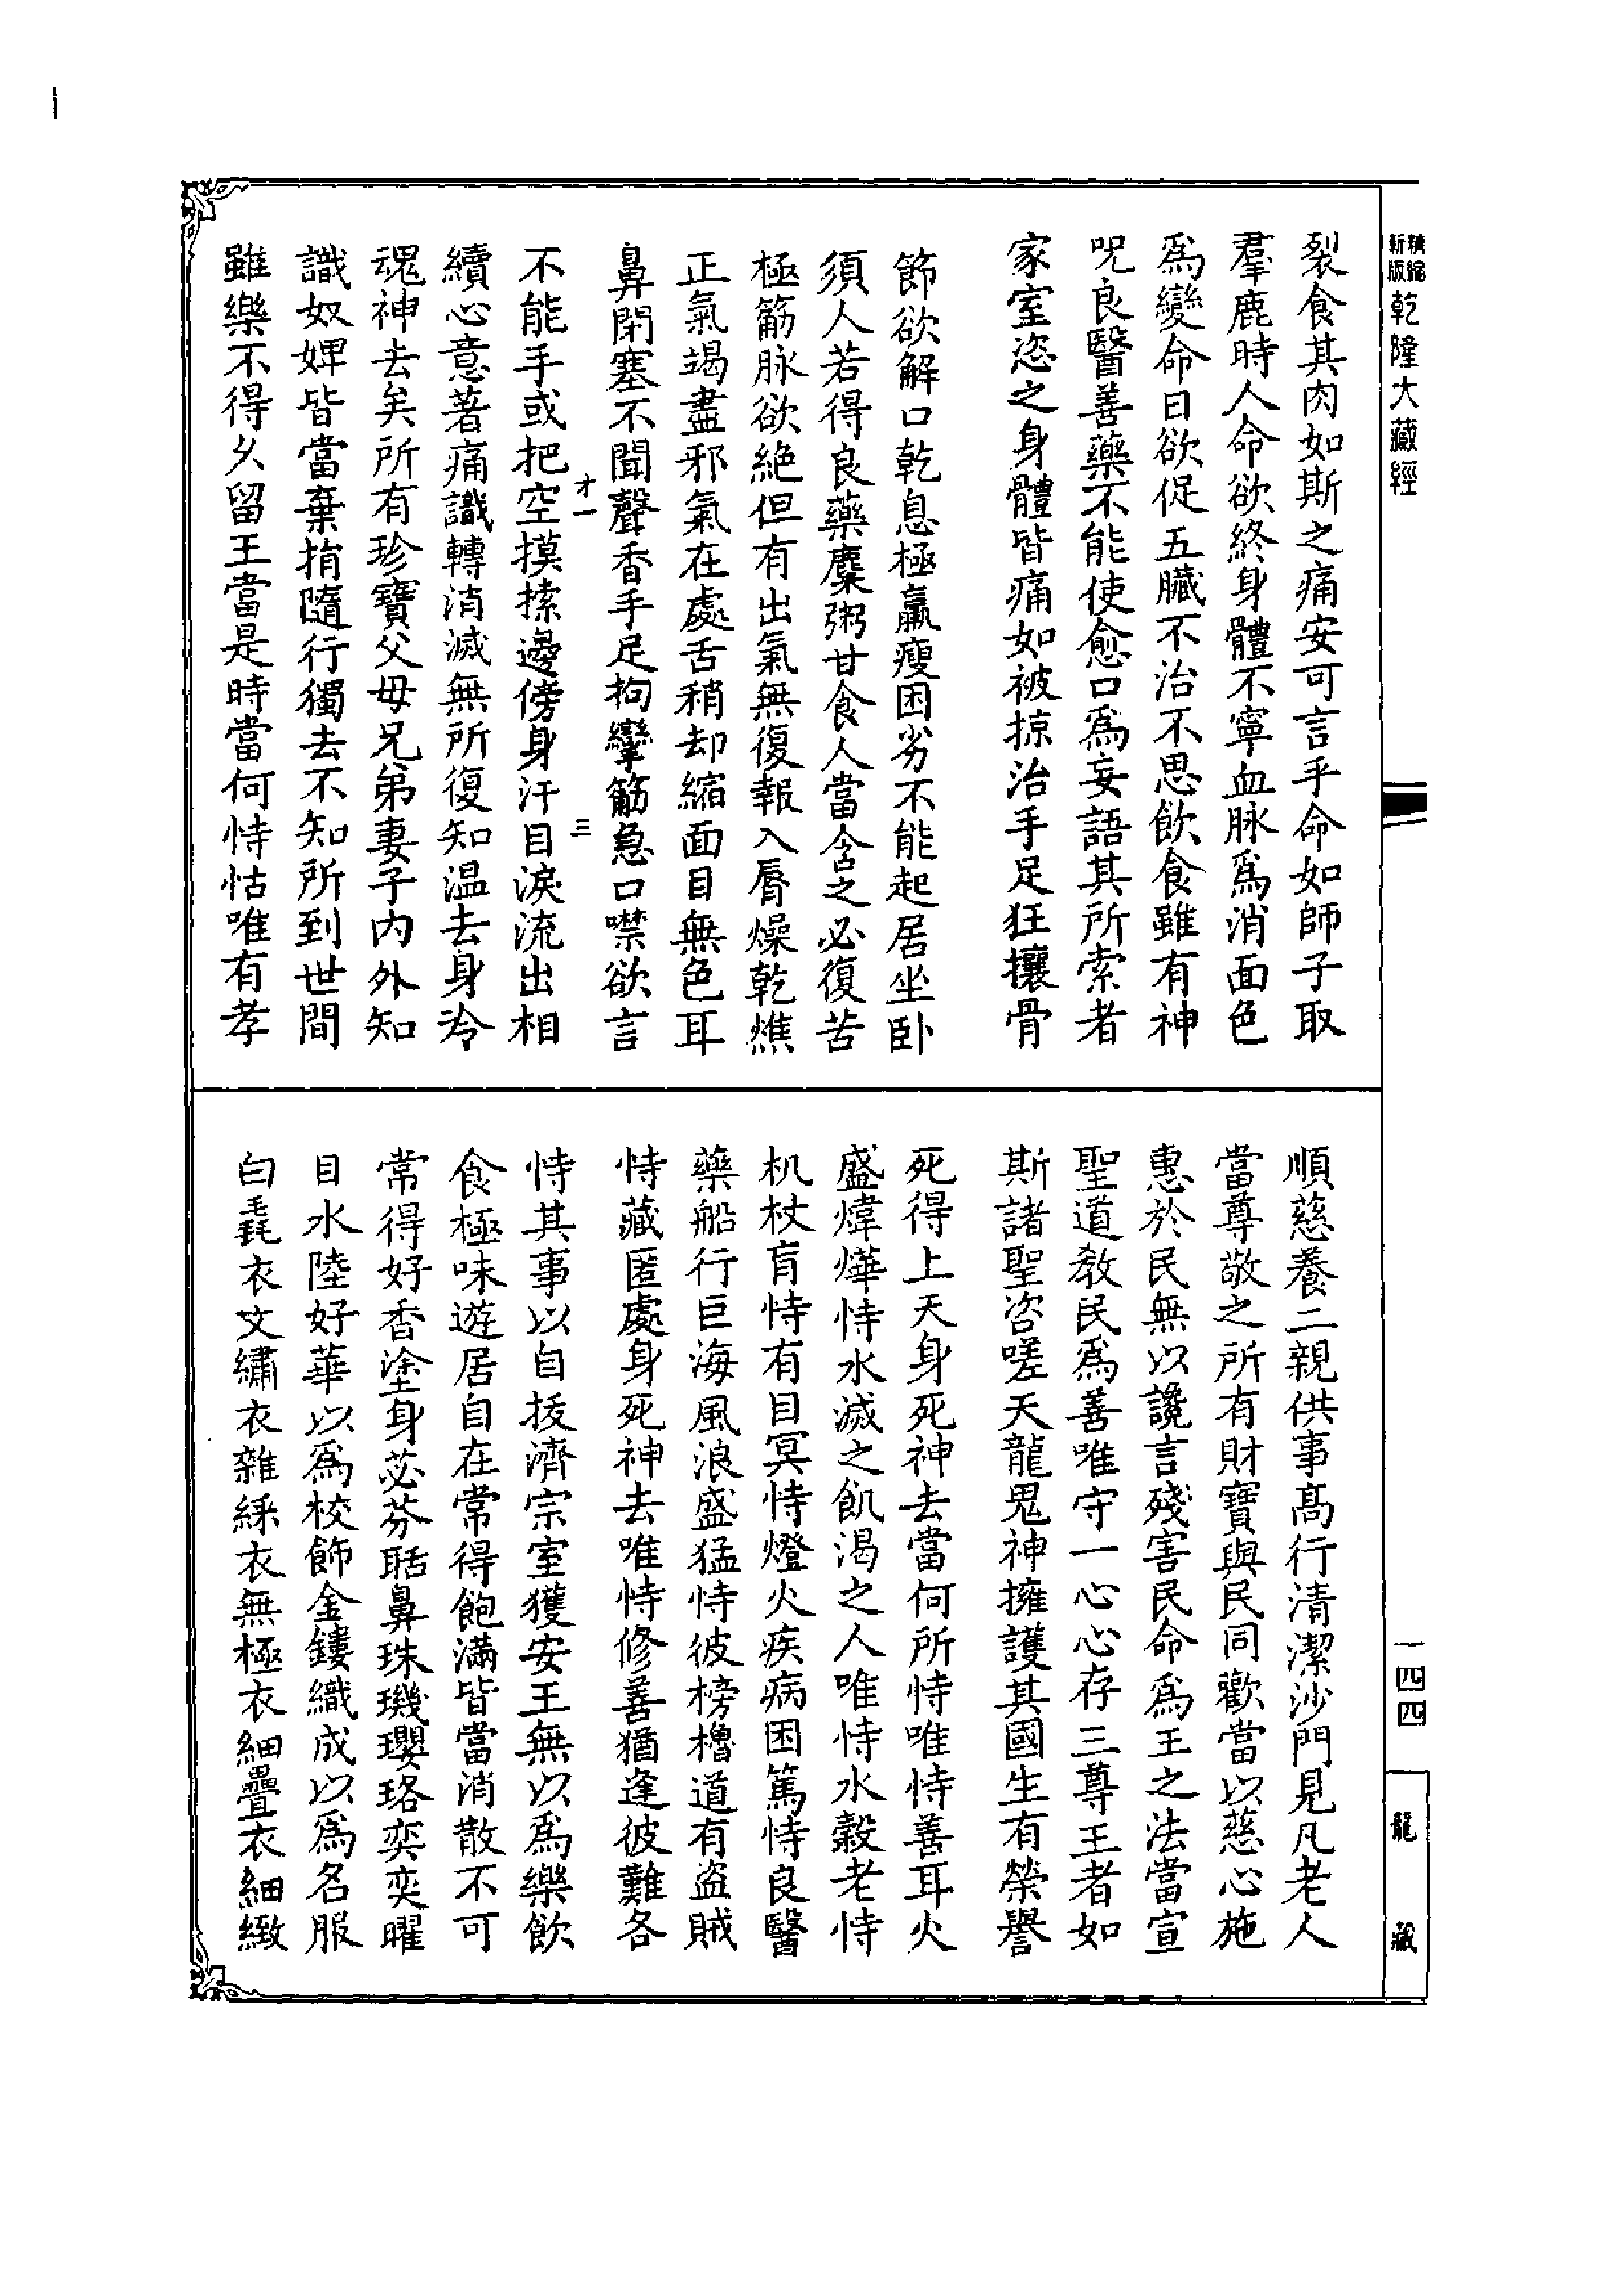 精縮新版乾隆大藏經
裂食其肉如斯之痛安可言乎命如師子取
羣鹿時人命欲終身體不寧血脉爲消面色
爲變命日欲促五臟不治不思飲食雖有神
呪良醫善藥不能使愈口爲妄語其所索者
家室恣之身體皆痛如被掠治手足狂攘骨
節欲解口乾息極羸瘦困劣不能起居坐卧
須人若得良藥麋粥甘食人當含之必復苦
極筋脉欲絶但有出氣無復報入脣燥乾燋
正氣竭盡邪氣在處舌稍却縮面目無色耳
鼻閉塞不聞聲香手足拘攣筋急口噤欲言
才一 三
不能手或把空摸捺邊傍身汗目淚流出相
續心意著痛識轉消滅無所復知温去身冷
魂神去矣所有珍寶父母兄弟妻子内外知
識奴婢皆當棄捐隨行獨去不知所到世間
雖樂不得久留王當是時當何恃怙唯有孝
順慈養二親供事髙行清潔沙門見凡老人
當尊敬之所有財寶與民同歡當以慈心施
惠於民無以讒言殘害民命爲王之法當宣
聖道教民爲善唯守一心心存三尊王者如
斯諸聖咨嗟天龍鬼神擁護其國生有榮譽
死得上天身死神去當何所恃唯恃善耳火
盛煒燁恃水滅之飢渴之人唯恃水穀老恃
机杖盲恃有目冥恃燈火疾病困篤恃良醫
藥船行巨海風浪盛猛恃彼榜櫓道有盗賊
恃藏匿處身死神去唯恃修善猶逢彼難各
恃其事以自拔濟宗室獲安王無以爲樂飲
食極味遊居自在常得飽滿皆當消散不可
常得好香塗身苾芬聒鼻珠璣瓔珞奕奕曜
目水陸好華以爲校飾金鏤織成以爲名服
白毳衣文繡衣雜綵衣無極衣細疊衣細緻
一四四
龍藏